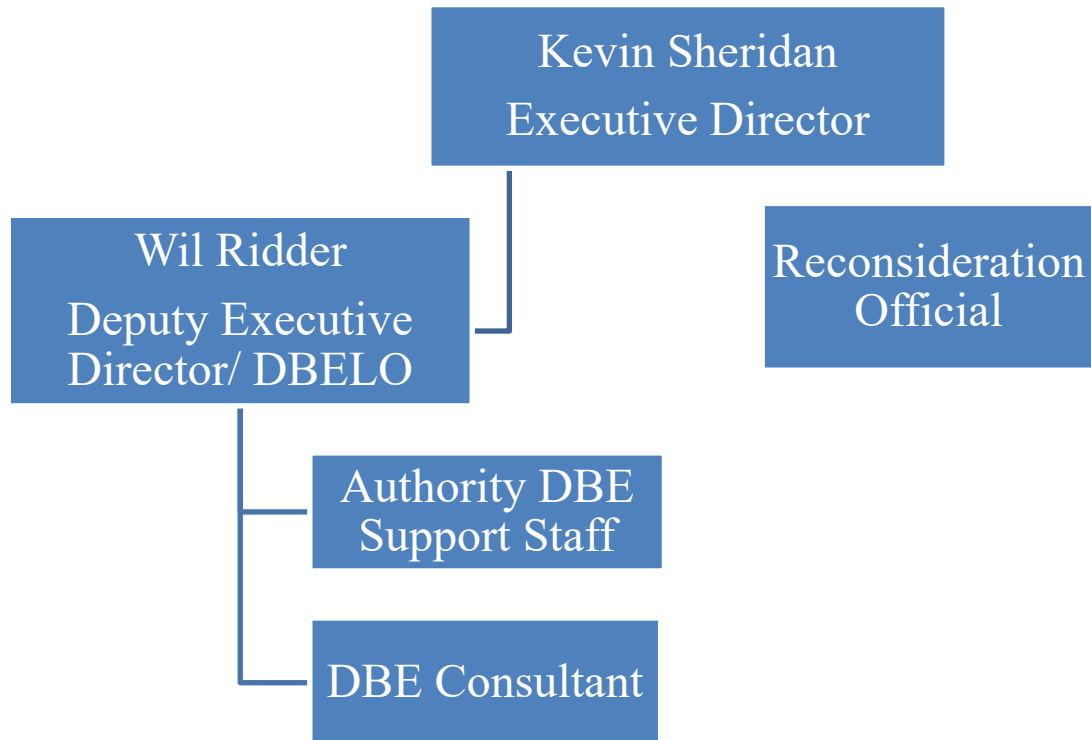 Kevin Sheridan
Executive Director
Wil Ridder
Deputy Executive
Director/ DBELO
Reconsideration
Official
Authority DBE
Support Staff
DBE Consultant